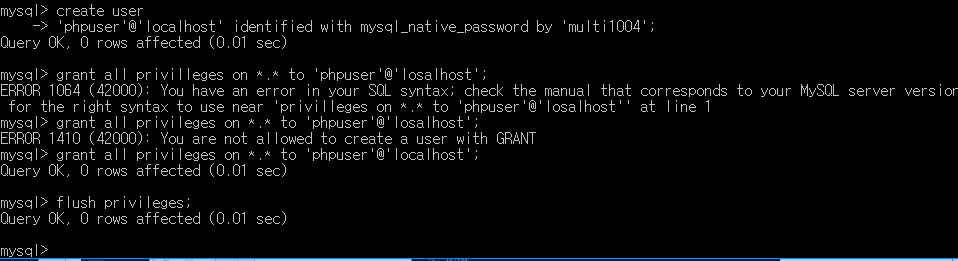 mysql> create user
    -> 'phpuser'@'localhost' identified with mysql_native_password by 'multi1004';
Query OK, 0 rows affected (0.01 sec)
mysql> grant all privilleges on *.* to 'phpuser'@'losalhost';
ERROR 1064 (42000): You have an error in your SQL syntax; check the manual that corresponds to your MySQL server version
 for the right syntax to use near 'privilleges on *.* to 'phpuser'@'losalhost'' at line 1
mysql> grant all privileges on *.* to 'phpuser'@'losalhost';
ERROR 1410 (42000): You are not allowed to create a user with GRANT
mysql> grant all privileges on *.* to 'phpuser'@'localhost';
Query OK, 0 rows affected (0.01 sec)
mysql> flush privileges;
Query OK, 0 rows affected (0.01 sec)
mysql>